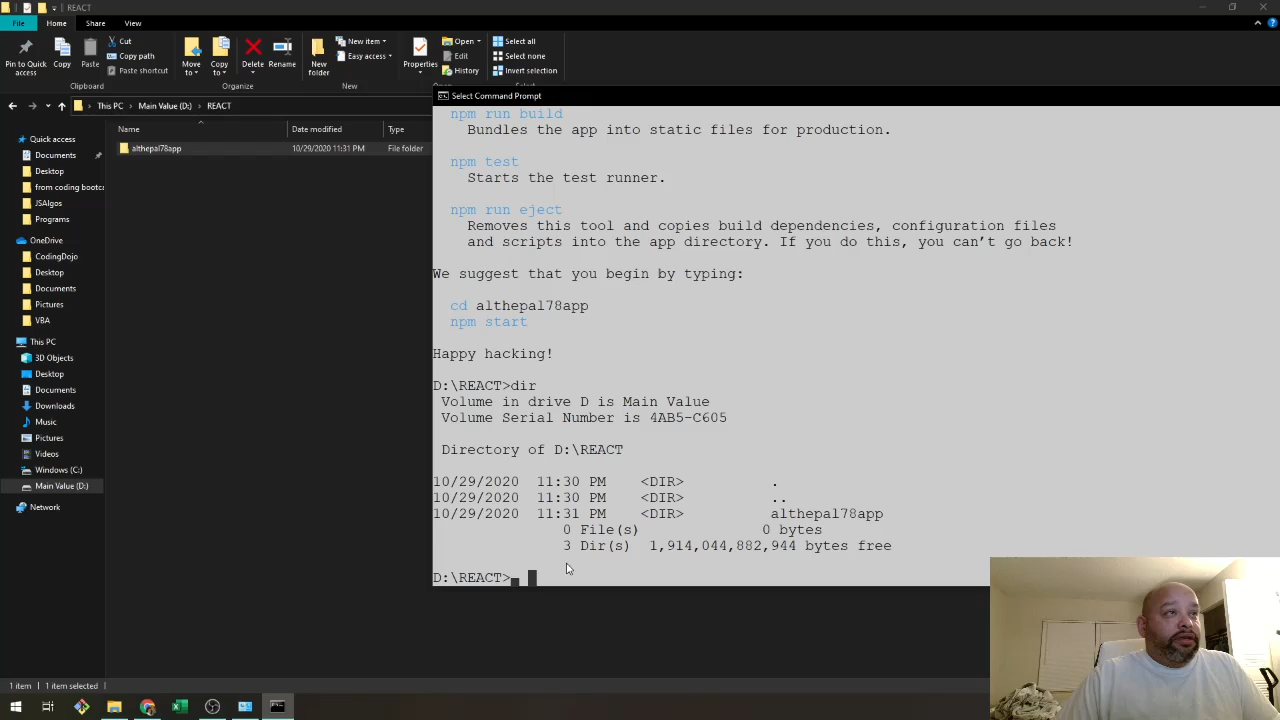 REACT
File
Home
Share
View
Pin to Quick access
Copy
Paste
Cut
Copy path
Paste shortcut
Move to
Copy to
Delete
Rename
New folder
New item
Easy access
Properties
Open
Edit
History
Select all
Select none
Invert selection
Clipboard
Organize
New
This PC > Main Value (D:) > REACT
Name
Date modified
Type
althepal78app
10/29/2020 11:31 PM
File folder
Quick access
Documents
Desktop
from coding bootc
JSAlgos
Programs
OneDrive
CodingDojo
Desktop
Documents
Pictures
VBA
This PC
3D Objects
Desktop
Documents
Downloads
Music
Pictures
Videos
Windows (C:)
Main Value (D:)
Network
1 item
1 item selected
Select Command Prompt
npm run build
Bundles the app into static files for production.
npm test
Starts the test runner.
npm run eject
Removes this tool and copies build dependencies, configuration files
and scripts into the app directory. If you do this, you can't go back!
We suggest that you begin by typing:
cd althepal78app
npm start
Happy hacking!
D:\REACT>dir
Volume in drive D is Main Value
Volume Serial Number is 4AB5-C605
Directory of D:\REACT
10/29/2020 11:30 PM <DIR> .
10/29/2020 11:30 PM <DIR> ..
10/29/2020 11:31 PM <DIR> althepal78app
0 File(s) 0 bytes
3 Dir(s) 1,914,044,882,944 bytes free
D:\REACT>